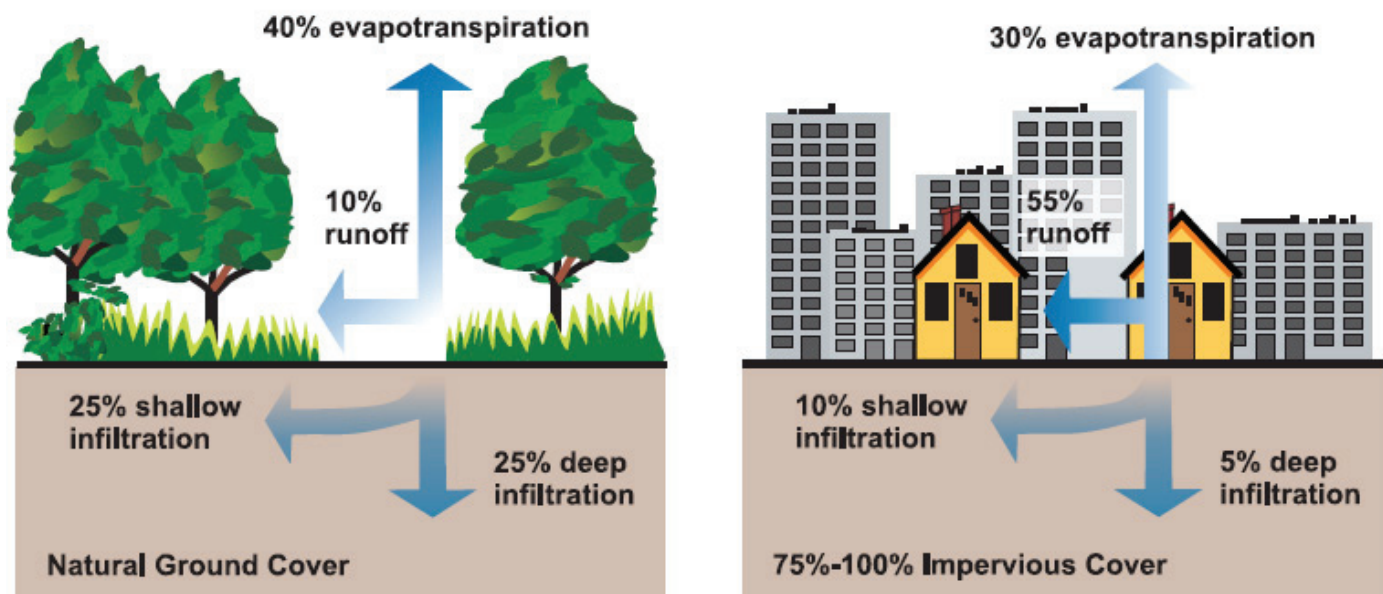 40% evapotranspiration
10%
runoff
25% shallow
infiltration
25% deep
infiltration
Natural Ground Cover
30% evapotranspiration
55%
runoff
10% shallow
infiltration
5% deep
infiltration
75%-100% Impervious Cover